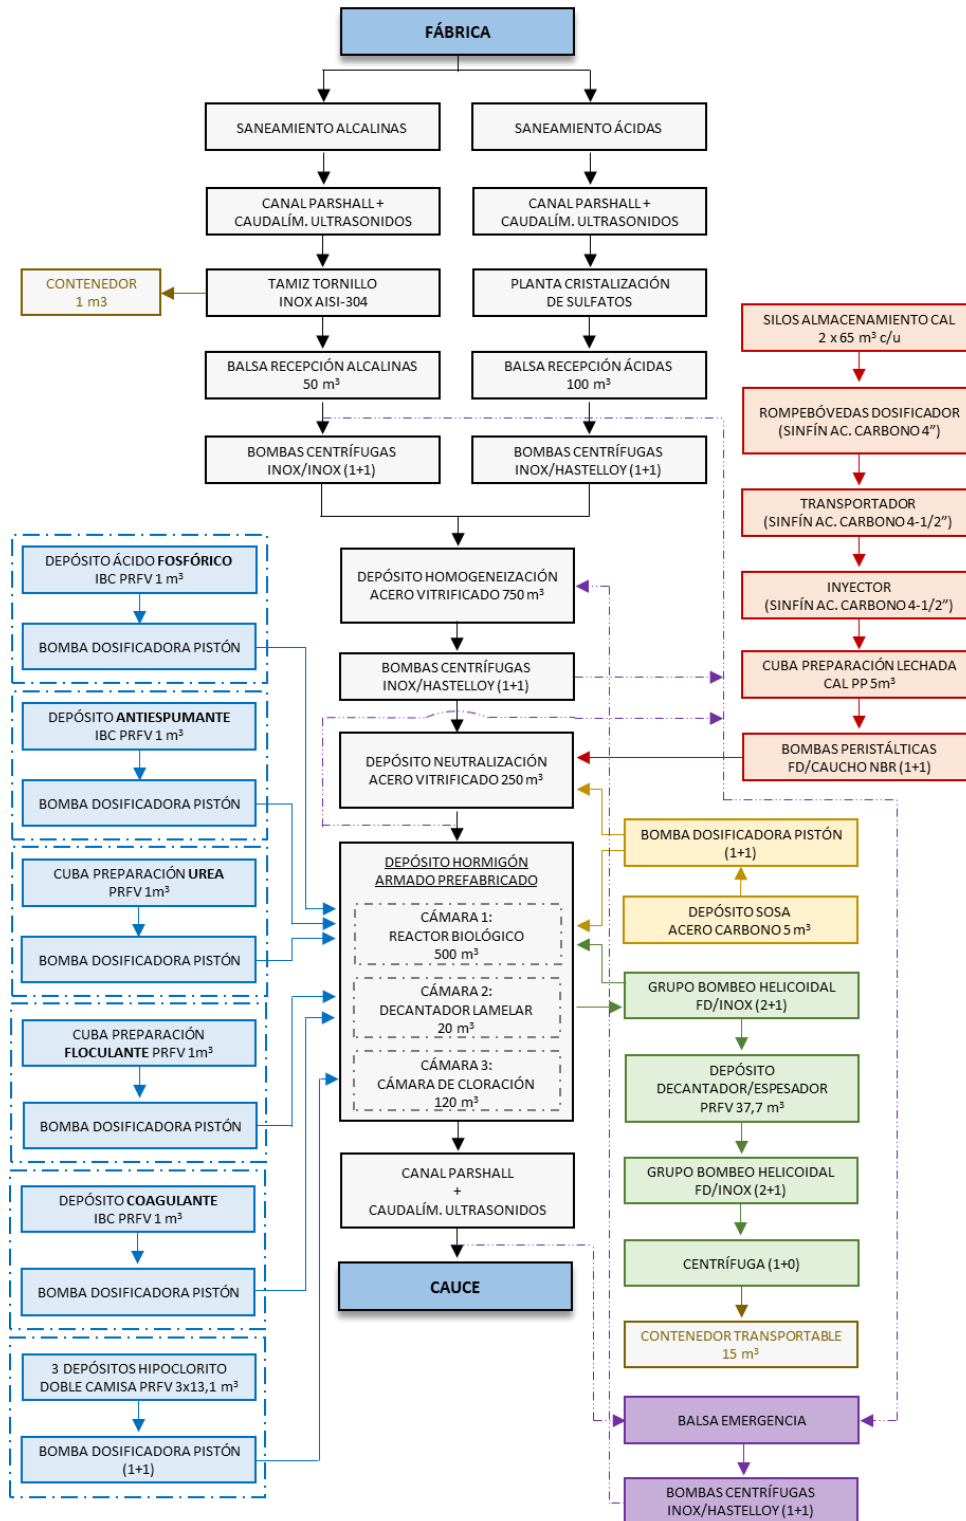 FÁBRICA
SANEAMIENTO ALCALINAS
SANEAMIENTO ÁCIDAS
CANAL PARSHALL +
CAUDALÍM. ULTRASONIDOS
CANAL PARSHALL +
CAUDALÍM. ULTRASONIDOS
CONTENEDOR
1 m3
TAMIZ TORNILLO
INOX AISI-304
PLANTA CRISTALIZACIÓN
DE SULFATOS
SILOS ALMACENAMIENTO CAL
2 x 65 m³ c/u
BALSA RECEPCIÓN ALCALINAS
50 m³
BALSA RECEPCIÓN ÁCIDAS
100 m³
ROMPEBÓVEDAS DOSIFICADOR
(SINFÍN AC. CARBONO 4")
BOMBAS CENTRÍFUGAS
INOX/INOX (1+1)
BOMBAS CENTRÍFUGAS
INOX/HASTELLOY (1+1)
TRANSPORTADOR
(SINFÍN AC. CARBONO 4-1/2")
DEPÓSITO ÁCIDO FOSFÓRICO
IBC PRFV 1 m³
DEPÓSITO HOMOGENEIZACIÓN
ACERO VITRIFICADO 750 m³
INYECTOR
(SINFÍN AC. CARBONO 4-1/2")
BOMBA DOSIFICADORA PISTÓN
BOMBAS CENTRÍFUGAS
INOX/HASTELLOY (1+1)
CUBA PREPARACIÓN LECHADA
CAL PP 5m³
DEPÓSITO ANTIESPUMANTE
IBC PRFV 1 m³
DEPÓSITO NEUTRALIZACIÓN
ACERO VITRIFICADO 250 m³
BOMBAS PERISTÁLTICAS
FD/CAUCHO NBR (1+1)
BOMBA DOSIFICADORA PISTÓN
BOMBA DOSIFICADORA PISTÓN
(1+1)
CUBA PREPARACIÓN UREA
PRFV 1m³
DEPÓSITO HORMIGÓN
ARMADO PREFABRICADO
DEPÓSITO SOSA
ACERO CARBONO 5 m³
CÁMARA 1:
REACTOR BIOLÓGICO
500 m³
BOMBA DOSIFICADORA PISTÓN
GRUPO BOMBEO HELICOIDAL
FD/INOX (2+1)
CÁMARA 2:
DECANTADOR LAMELAR
20 m³
CUBA PREPARACIÓN
FLOCULANTE PRFV 1m³
CÁMARA 3:
CÁMARA DE CLORACIÓN
120 m³
DEPÓSITO
DECANTADOR/ESPESADOR
PRFV 37,7 m³
BOMBA DOSIFICADORA PISTÓN
CANAL PARSHALL
+
CAUDALÍM. ULTRASONIDOS
GRUPO BOMBEO HELICOIDAL
FD/INOX (2+1)
DEPÓSITO COAGULANTE
IBC PRFV 1 m³
CENTRÍFUGA (1+0)
BOMBA DOSIFICADORA PISTÓN
CAUCE
CONTENEDOR TRANSPORTABLE
15 m³
3 DEPÓSITOS HIPOCLORITO
DOBLE CAMISA PRFV 3x13,1 m³
BALSA EMERGENCIA
BOMBA DOSIFICADORA PISTÓN
(1+1)
BOMBAS CENTRÍFUGAS
INOX/HASTELLOY (1+1)